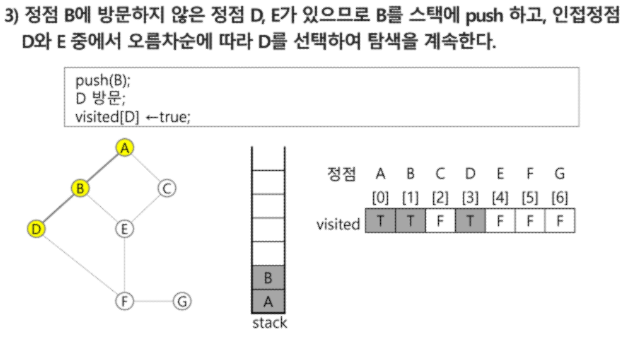 3) 정점 B에 방문하지 않은 정점 D, E가 있으므로 B를 스택에 push 하고, 인접정점
D와 E 중에서 오름차순에 따라 D를 선택하여 탐색을 계속한다.
push(B);
D 방문;
visited[D] ←true;
A
B
C
D
E
F
G
B
A
stack
정점 A B C D E F G
[0] [1] [2] [3] [4] [5] [6]
visited T T F T F F F